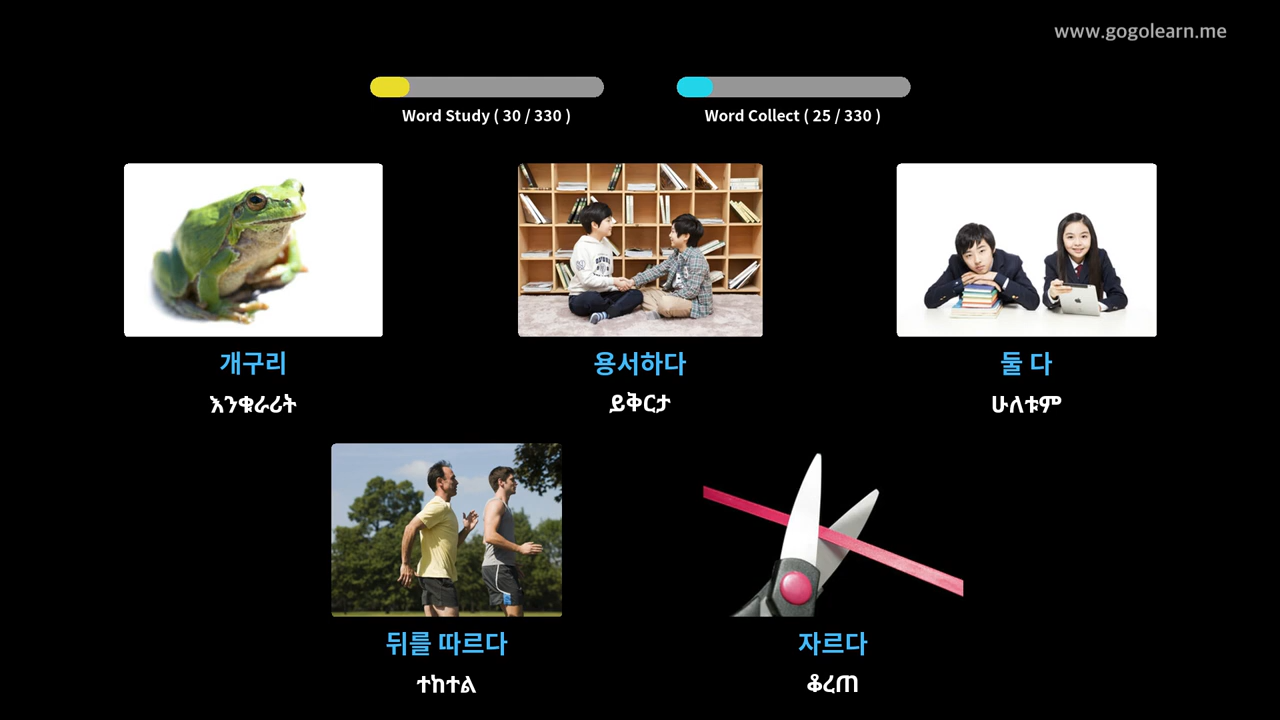 www.gogolearn.me
Word Study ( 30 / 330 )
Word Collect ( 25 / 330 )
개구리
እንቁራሪት
용서하다
ይቅርታ
둘 다
ሁለቱም
뒤를 따르다
ተከተል
자르다
ቆረጠ